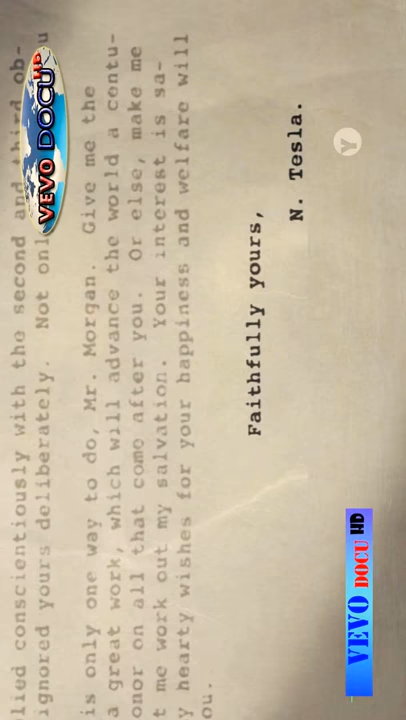 lied conscientiously with the second and third ob-
ignored yours deliberately. Not onl u
is only one way to do, Mr. Morgan. Give me the
a great work, which will advance the world a centu-
onor on all that come after you. Or else, make me
t me work out my salvation. Your interest is sa-
y hearty wishes for your happiness and welfare will
ou.
Faithfully yours,
N. Tesla.
VEVO DOCU HD
VEVO DOCU HD
Y